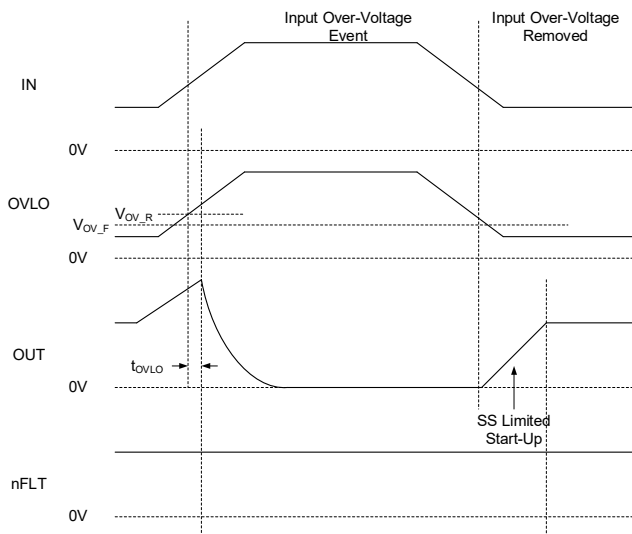 Input Over-Voltage
Event
Input Over-Voltage
Removed
IN
0V
OVLO
VOV_R
VOV_F
0V
OUT
tOVLO
0V
SS Limited
Start-Up
nFLT
0V